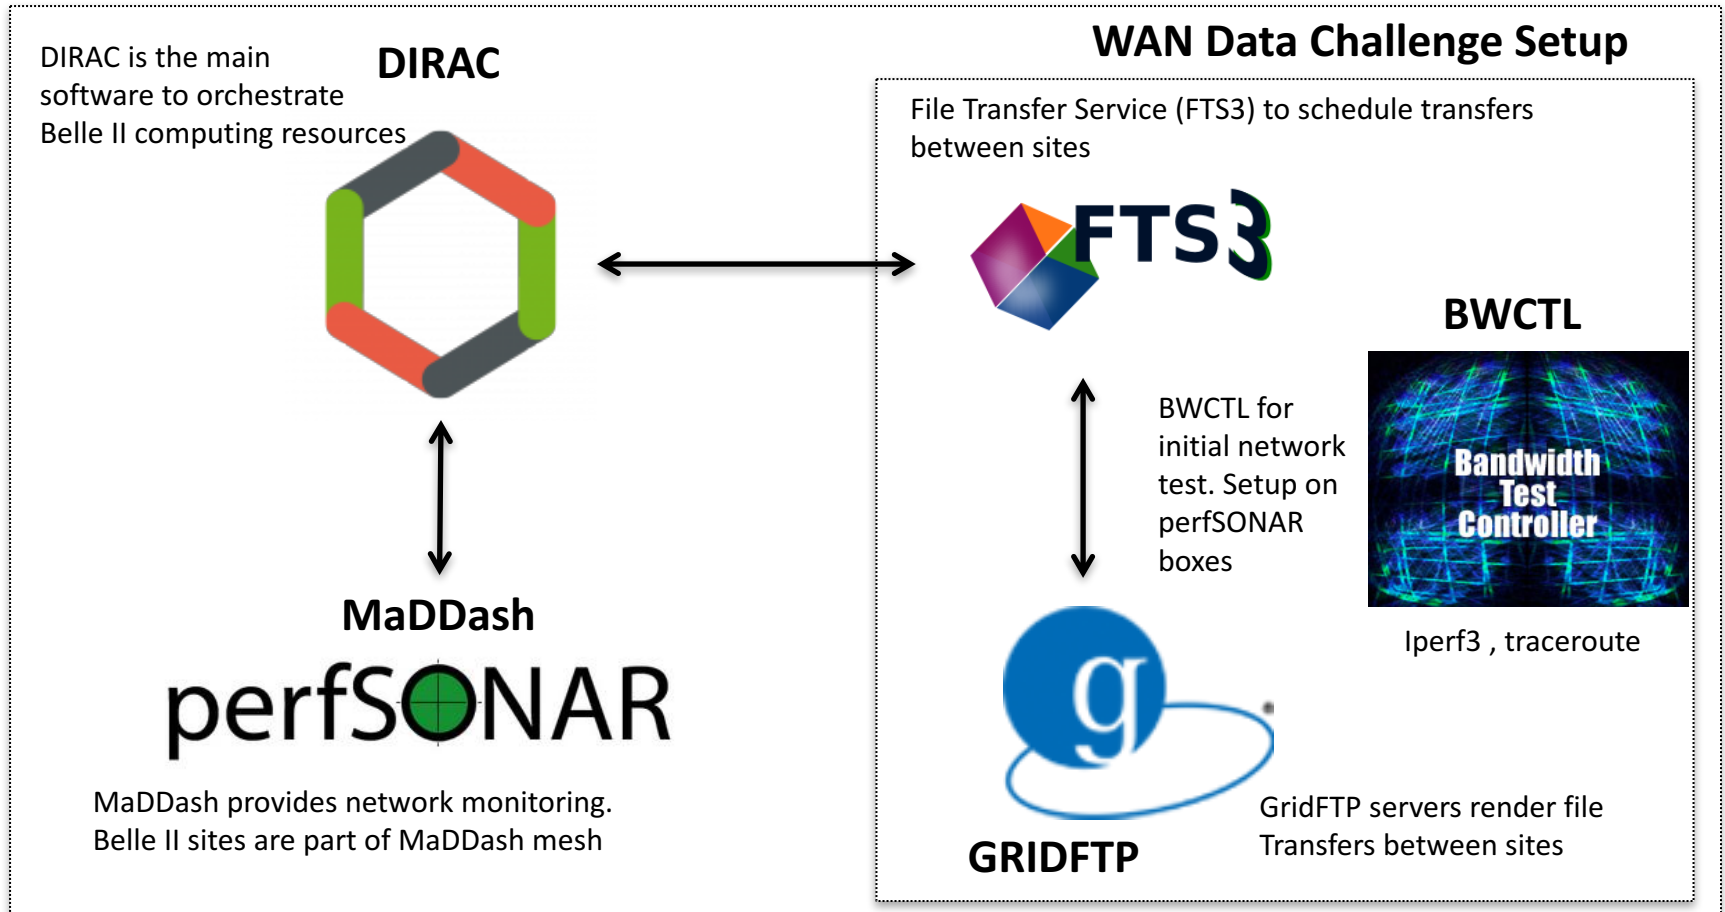 DIRAC is the main
software to orchestrate
Belle II computing resources
DIRAC
WAN Data Challenge Setup
File Transfer Service (FTS3) to schedule transfers
between sites
FTS3
BWCTL
BWCTL for
initial network
test. Setup on
perfSONAR
boxes
Bandwidth
Test
Controller
Iperf3 , traceroute
MaDDash
perfSONAR
MaDDash provides network monitoring.
Belle II sites are part of MaDDash mesh
g
®
GRIDFTP
GridFTP servers render file
Transfers between sites